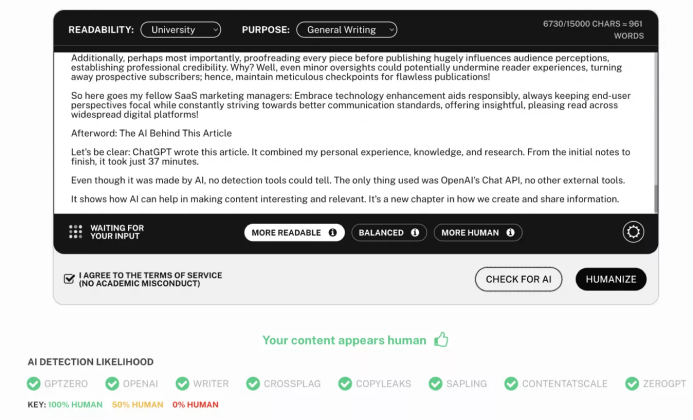 READABILITY: University PURPOSE: General Writing 6730/15000 CHARS ≈ 961
WORDS
Additionally, perhaps most importantly, proofreading every piece before publishing hugely influences audience perceptions,
establishing professional credibility. Why? Well, even minor oversights could potentially undermine reader experiences, turning
away prospective subscribers; hence, maintain meticulous checkpoints for flawless publications!
So here goes my fellow SaaS marketing managers: Embrace technology enhancement aids responsibly, always keeping end-user
perspectives focal while constantly striving towards better communication standards, offering insightful, pleasing read across
widespread digital platforms!
Afterword: The AI Behind This Article
Let's be clear: ChatGPT wrote this article. It combined my personal experience, knowledge, and research. From the initial notes to
finish, it took just 37 minutes.
Even though it was made by AI, no detection tools could tell. The only thing used was OpenAI's Chat API, no other external tools.
It shows how AI can help in making content interesting and relevant. It's a new chapter in how we create and share information.
WAITING FOR
YOUR INPUT
MORE READABLE i BALANCED i MORE HUMAN i
I AGREE TO THE TERMS OF SERVICE
(NO ACADEMIC MISCONDUCT)
CHECK FOR AI HUMANIZE
Your content appears human
AI DETECTION LIKELIHOOD
GPTZERO OPENAI WRITER CROSSPLAG COPYLEAKS SAPLING CONTENTATSCALE ZEROGPT
KEY: 100% HUMAN 50% HUMAN 0% HUMAN